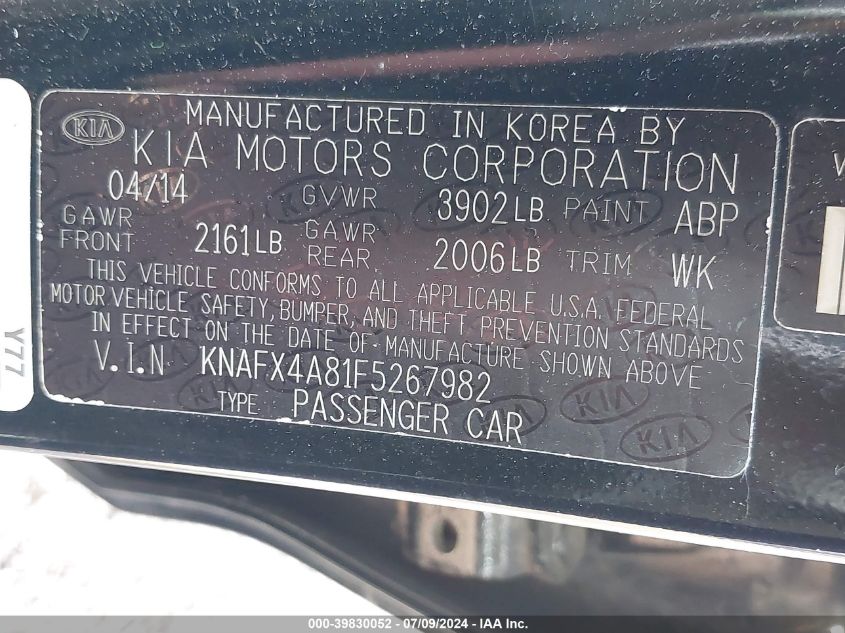 KIA
MANUFACTURED IN KOREA BY
KIA MOTORS CORPORATION
04/14 GVWR 3902LB PAINT ABP
GAWR FRONT 2161LB GAWR REAR 2006LB TRIM WK
THIS VEHICLE CONFORMS TO ALL APPLICABLE U.S.A. FEDERAL
MOTOR VEHICLE SAFETY, BUMPER, AND THEFT PREVENTION STANDARDS
IN EFFECT ON THE DATE OF MANUFACTURE SHOWN ABOVE
V.I.N KNAFX4A81F5267982
TYPE PASSENGER CAR
KIA
KIA
Y77
V
000-39830052 - 07/09/2024 - IAA Inc.